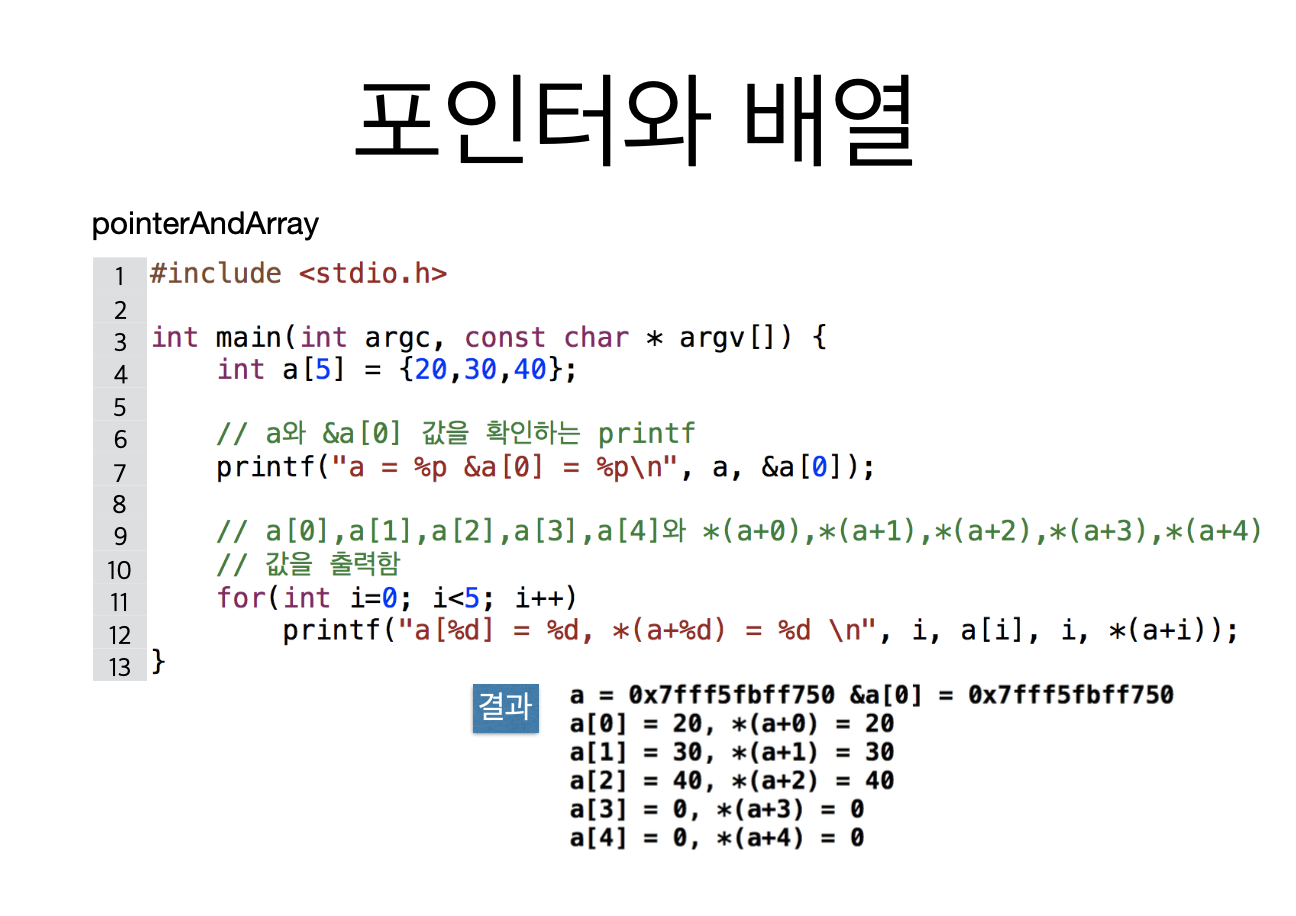 포인터와 배열
pointerAndArray
1 #include <stdio.h>
2
3 int main(int argc, const char * argv[]) {
4     int a[5] = {20,30,40};
5
6     // a와 &a[0] 값을 확인하는 printf
7     printf("a = %p &a[0] = %p\n", a, &a[0]);
8
9     // a[0],a[1],a[2],a[3],a[4]와 *(a+0),*(a+1),*(a+2),*(a+3),*(a+4)
10     // 값을 출력함
11     for(int i=0; i<5; i++)
12         printf("a[%d] = %d, *(a+%d) = %d \n", i, a[i], i, *(a+i));
13 }
결과
a = 0x7fff5fbff750 &a[0] = 0x7fff5fbff750
a[0] = 20, *(a+0) = 20
a[1] = 30, *(a+1) = 30
a[2] = 40, *(a+2) = 40
a[3] = 0, *(a+3) = 0
a[4] = 0, *(a+4) = 0